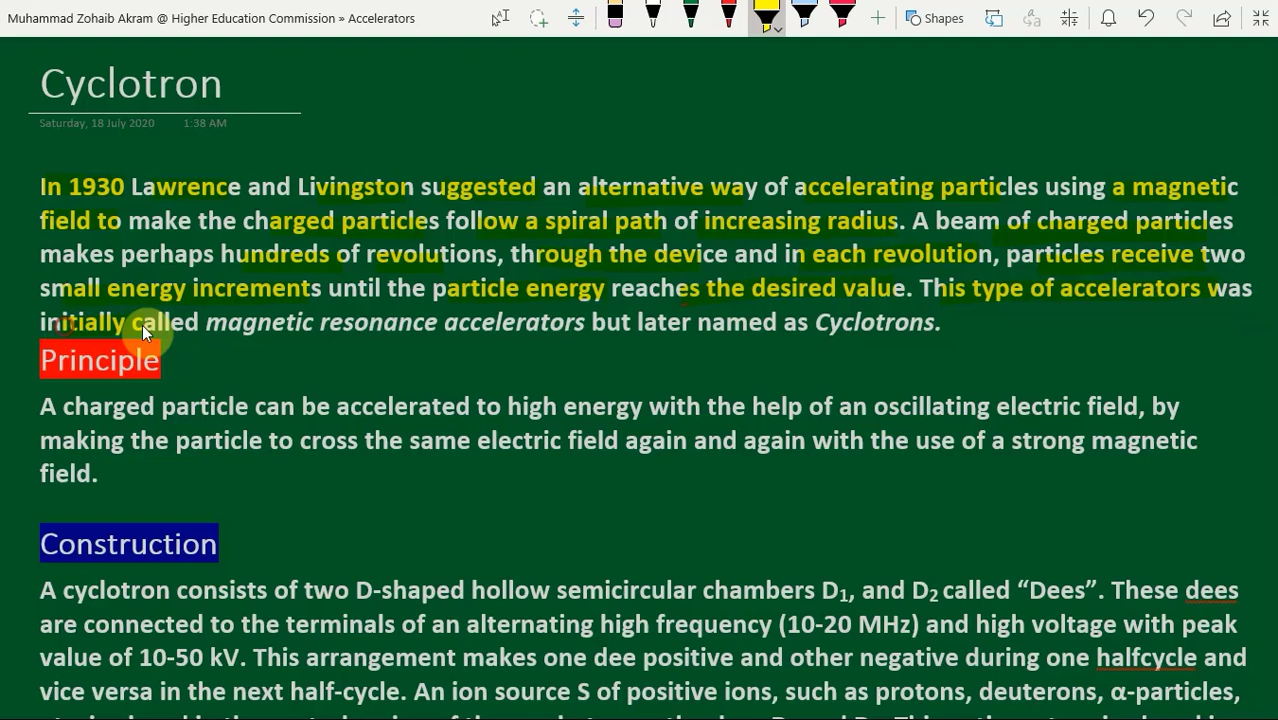 Muhammad Zohaib Akram @ Higher Education Commission » Accelerators
Shapes
Cyclotron
Saturday, 18 July 2020 1:38 AM
In 1930 Lawrence and Livingston suggested an alternative way of accelerating particles using a magnetic
field to make the charged particles follow a spiral path of increasing radius. A beam of charged particles
makes perhaps hundreds of revolutions, through the device and in each revolution, particles receive two
small energy increments until the particle energy reaches the desired value. This type of accelerators was
initially called magnetic resonance accelerators but later named as Cyclotrons.
Principle
A charged particle can be accelerated to high energy with the help of an oscillating electric field, by
making the particle to cross the same electric field again and again with the use of a strong magnetic
field.
Construction
A cyclotron consists of two D-shaped hollow semicircular chambers D₁, and D₂ called “Dees”. These dees
are connected to the terminals of an alternating high frequency (10-20 MHz) and high voltage with peak
value of 10-50 kV. This arrangement makes one dee positive and other negative during one halfcycle and
vice versa in the next half-cycle. An ion source S of positive ions, such as protons, deuterons, α-particles,